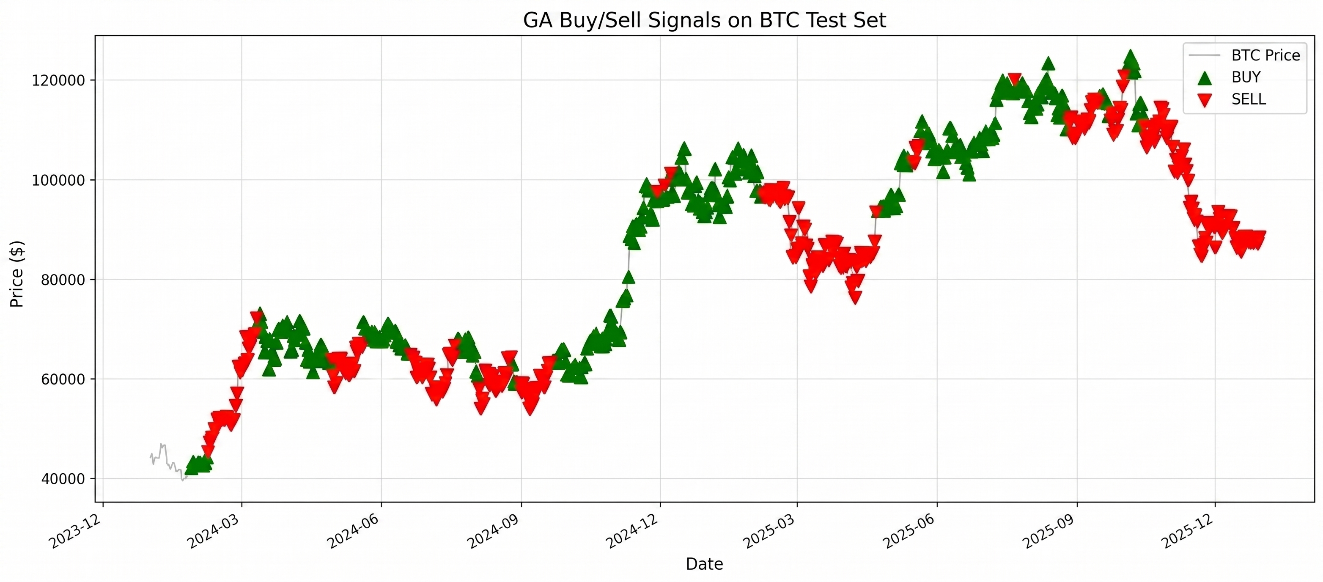 GA Buy/Sell Signals on BTC Test Set
120000
100000
80000
60000
40000
Price ($)
BTC Price
BUY
SELL
2023-12
2024-03
2024-06
2024-09
2024-12
2025-03
2025-06
2025-09
2025-12
Date